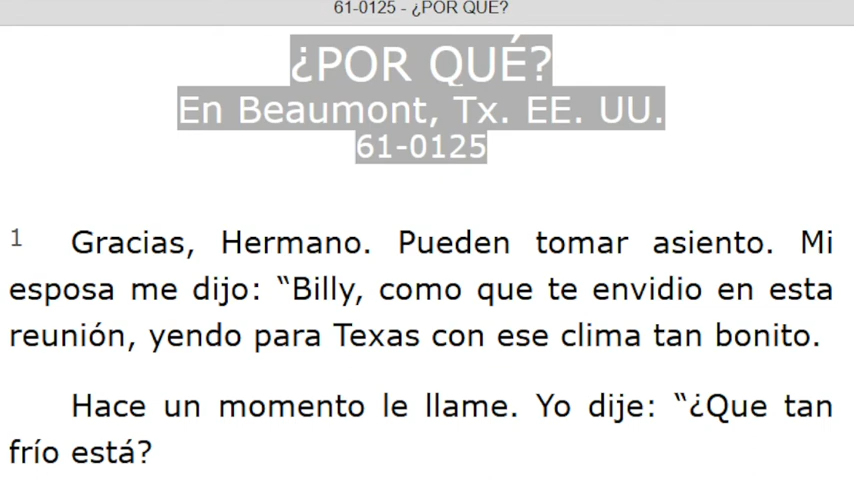 61-0125 - ¿POR QUÉ?
¿POR QUÉ?
En Beaumont, Tx. EE. UU.
61-0125
1 Gracias, Hermano. Pueden tomar asiento. Mi
esposa me dijo: “Billy, como que te envidio en esta
reunión, yendo para Texas con ese clima tan bonito.
Hace un momento le llame. Yo dije: “¿Que tan
frío está?